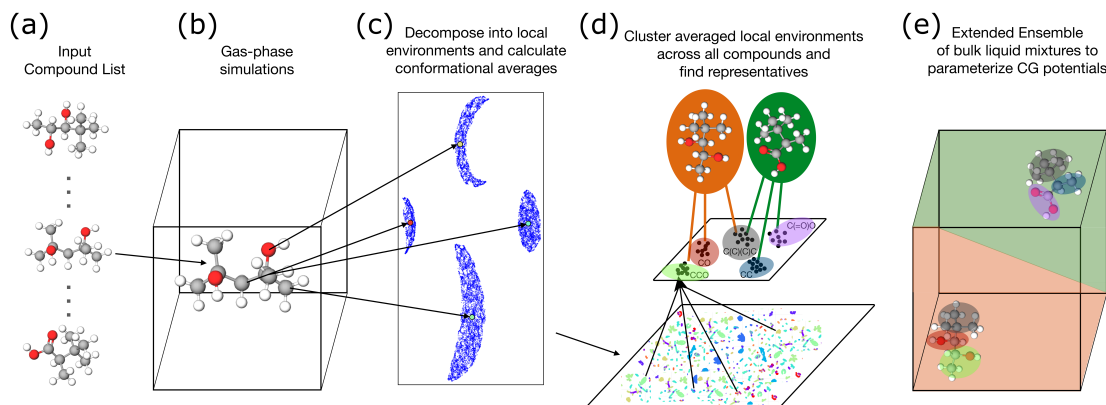 (a)
Input
Compound List
(b)
Gas-phase
simulations
(c)
Decompose into local
environments and calculate
conformational averages
(d)
Cluster averaged local environments
across all compounds and
find representatives
C(=O)O
CO
C(C)(C)C
CCO
CC
(e)
Extended Ensemble
of bulk liquid mixtures to
parameterize CG potentials